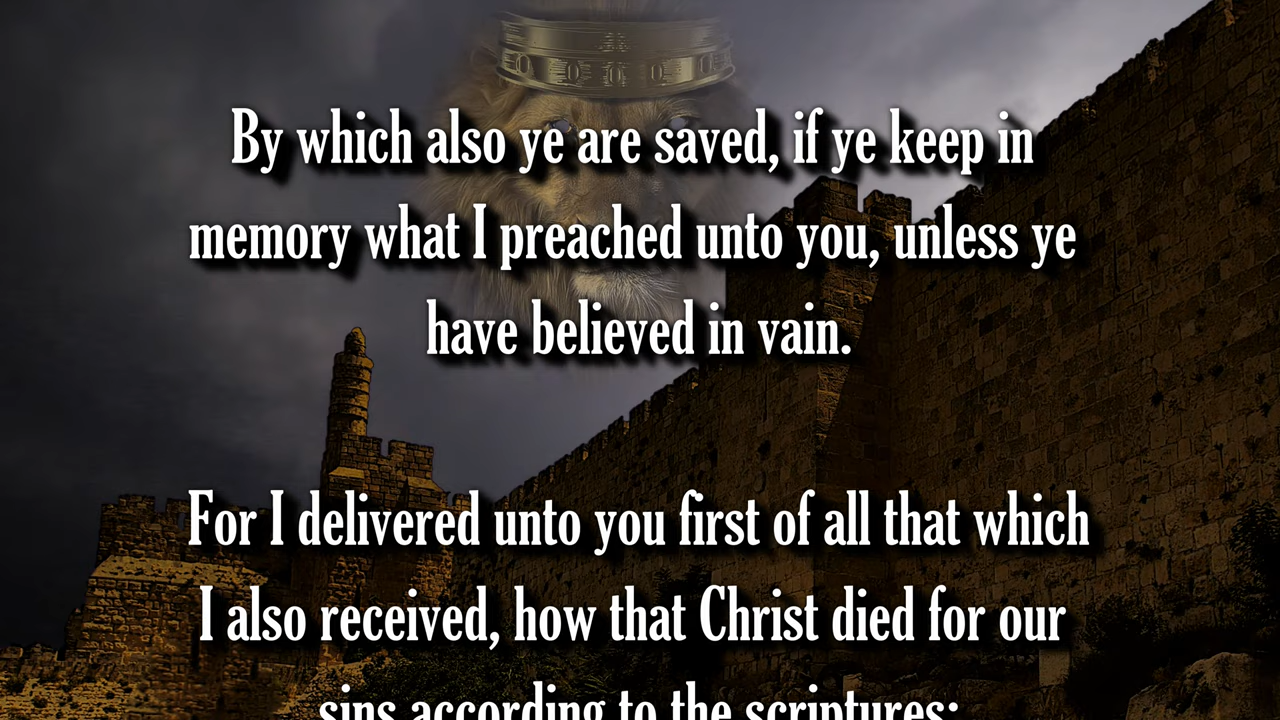 By which also ye are saved, if ye keep in
memory what I preached unto you, unless ye
have believed in vain.
For I delivered unto you first of all that which
I also received, how that Christ died for our
sins according to the scriptures;